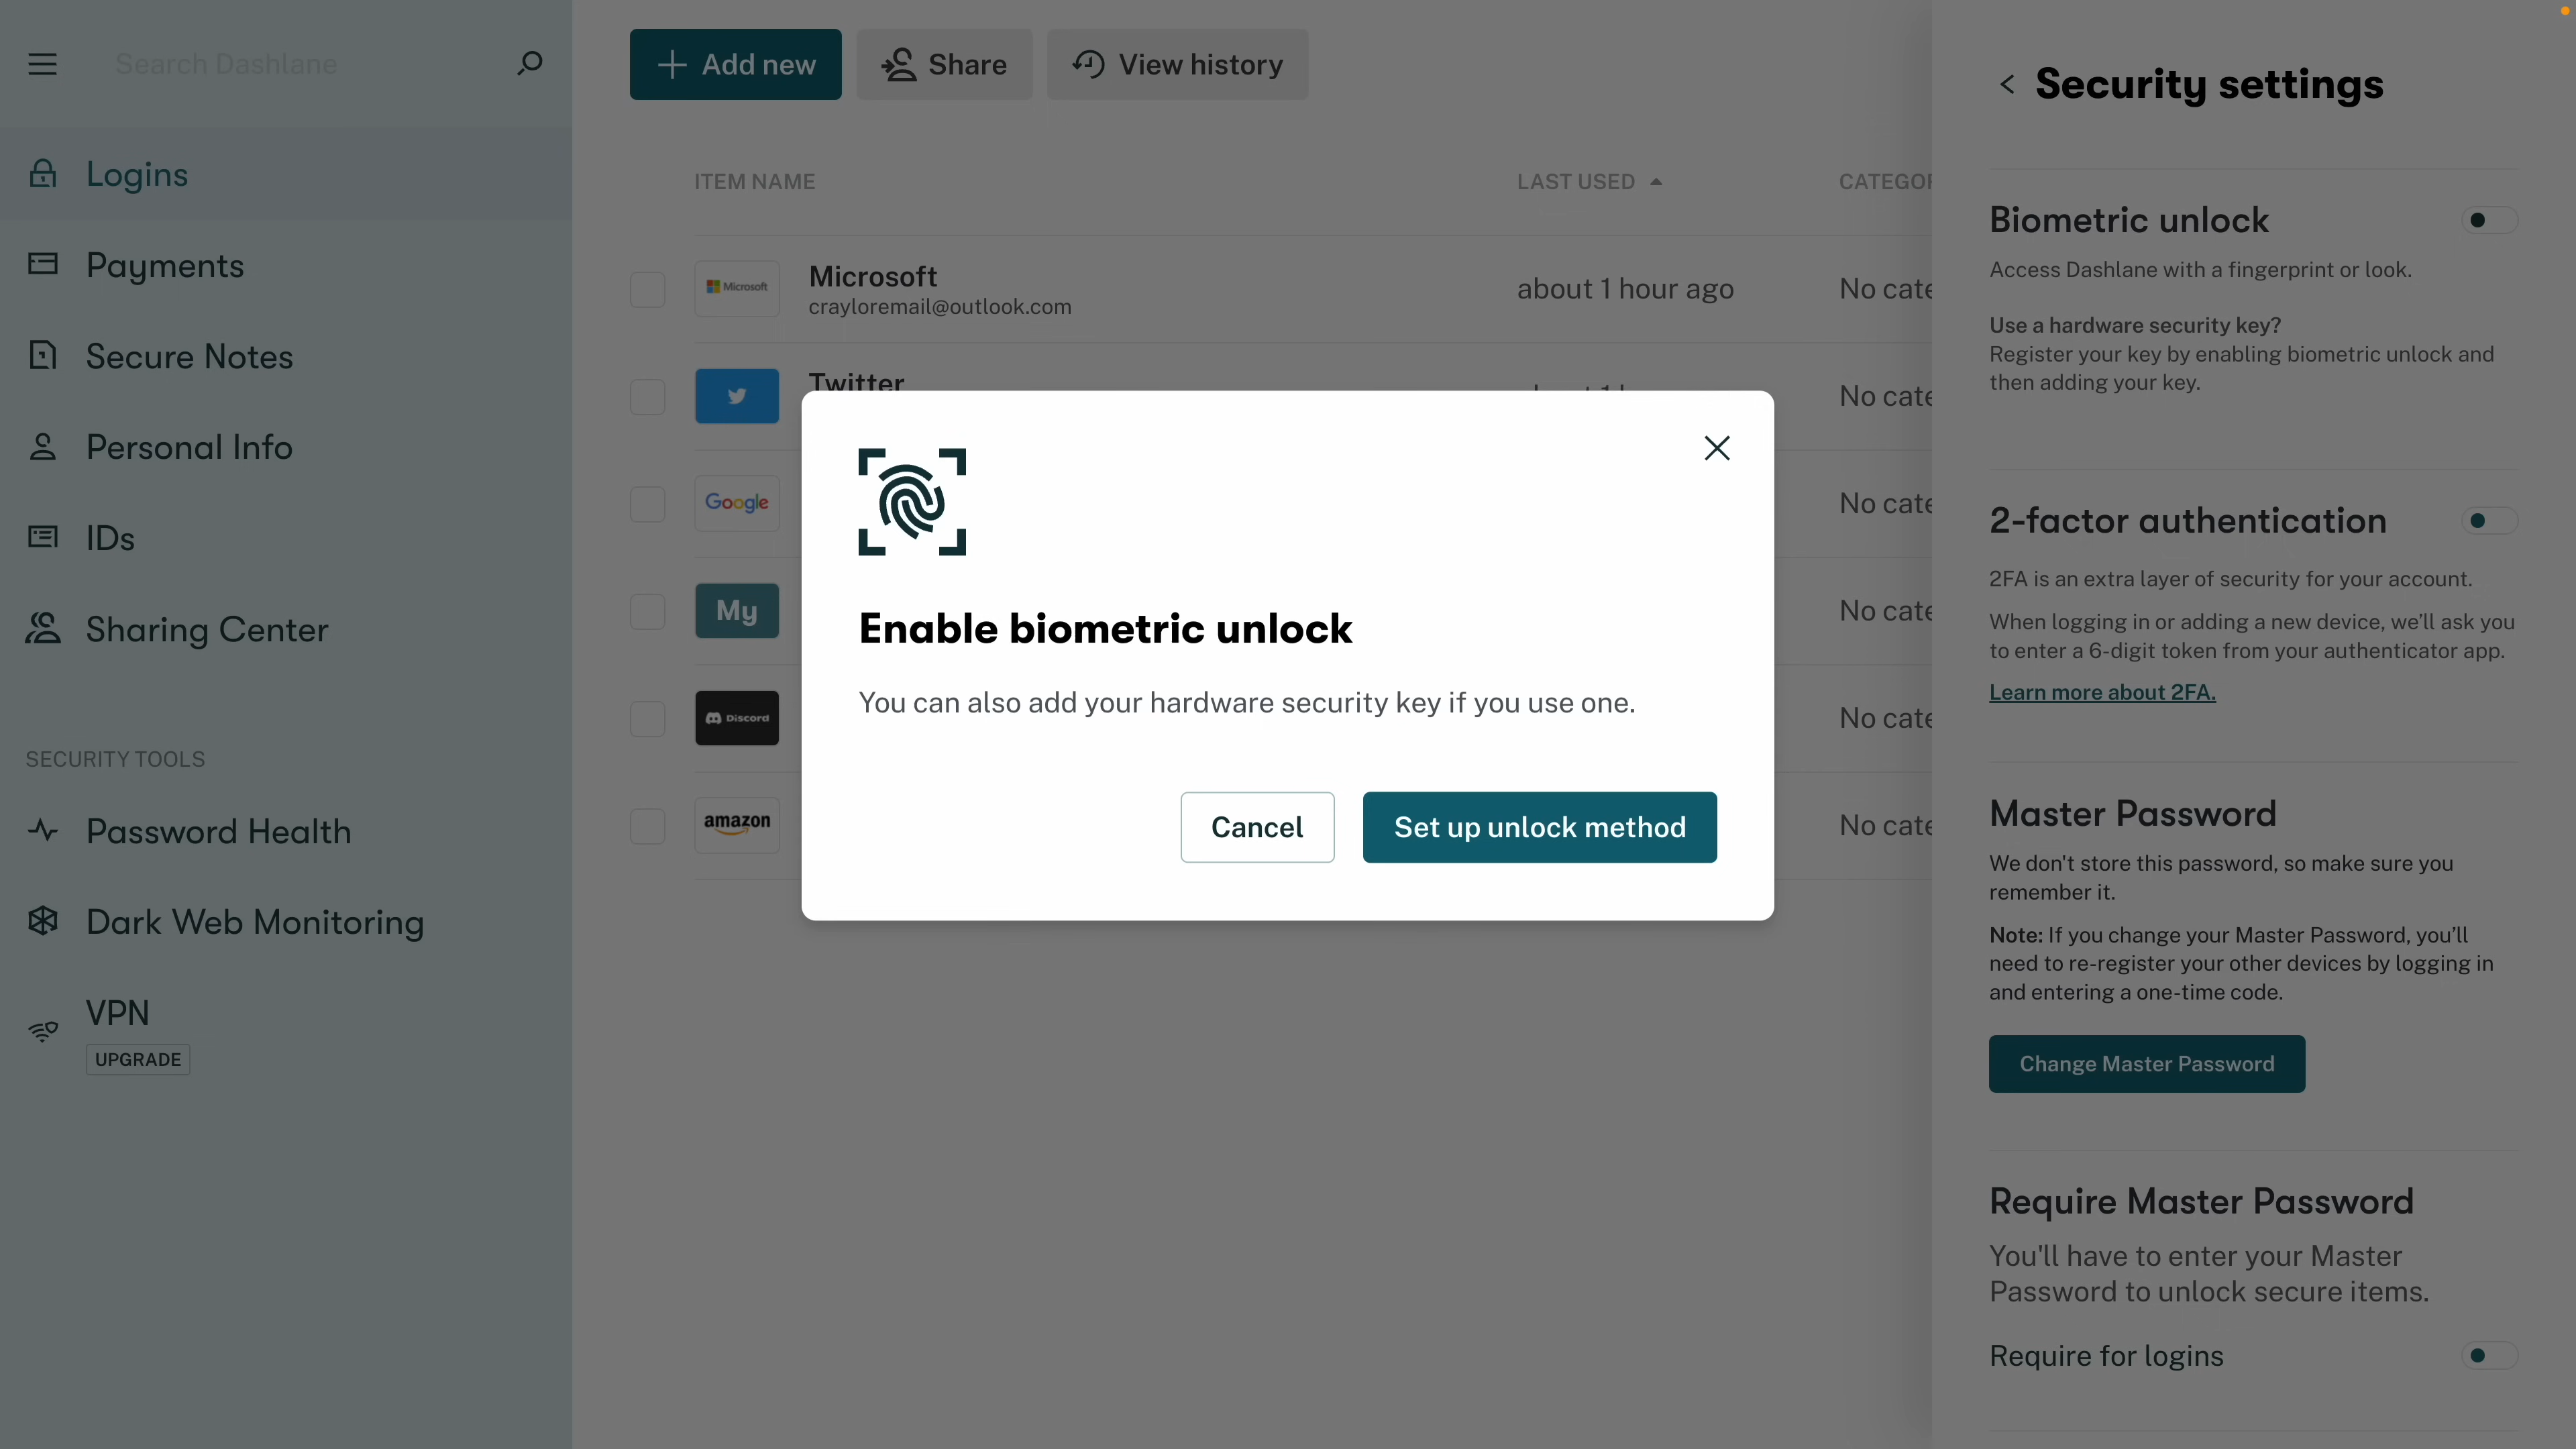 Search Dashlane
Logins
Payments
Secure Notes
Personal Info
IDs
Sharing Center
SECURITY TOOLS
Password Health
Dark Web Monitoring
VPN
UPGRADE
Add new
Share
View history
ITEM NAME
LAST USED
CATEGOR
Microsoft
Microsoft
crayloremail@outlook.com
about 1 hour ago
No cate
Twitter
No cate
Google
No cate
My
No cate
Discord
No cate
amazon
No cate
Enable biometric unlock
You can also add your hardware security key if you use one.
Cancel
Set up unlock method
Security settings
Biometric unlock
Access Dashlane with a fingerprint or look.
Use a hardware security key?
Register your key by enabling biometric unlock and
then adding your key.
2-factor authentication
2FA is an extra layer of security for your account.
When logging in or adding a new device, we’ll ask you
to enter a 6-digit token from your authenticator app.
Learn more about 2FA.
Master Password
We don't store this password, so make sure you
remember it.
Note: If you change your Master Password, you’ll
need to re-register your other devices by logging in
and entering a one-time code.
Change Master Password
Require Master Password
You'll have to enter your Master
Password to unlock secure items.
Require for logins